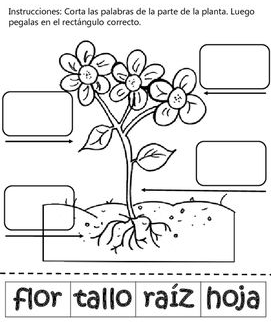 Instrucciones: Corta las palabras de la parte de la planta. Luego
pegalas en el rectángulo correcto.
flor tallo raíz hoja